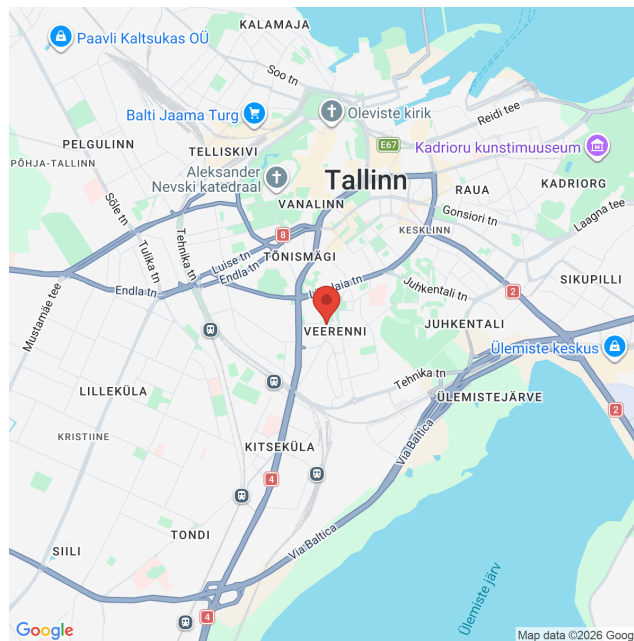 KALAMAJA
Paavli Kaltsukas OÜ
Soo tn
Reidi tee
Balti Jaama Turg
Oleviste kirik
E67
PELGULINN
TELLISKIVI
Kadrioru kunstimuuseum
PÕHJA-TALLINN
Aleksander
Nevski katedraal
Tallinn
RAUA
KADRIORG
Sõle tn
VANALINN
Gonsiori tn
Laagna tee
Tulika tn
Tehnika tn
8
KESKLINN
Luise tn
TÕNISMÄGI
Endla tn
SIKUPILLI
Endla tn
Juhkentali tn
2
Mustamäe tee
VEERENNI
JUHKENTALI
Ülemiste keskus
Tehnika tn
LILLEKÜLA
ÜLEMISTEJÄRVE
2
KRISTIINE
KITSEKÜLA
Via Baltica
4
TONDI
Via Baltica
SIILI
Ülemiste järv
4
Google
Map data ©2026 Goo